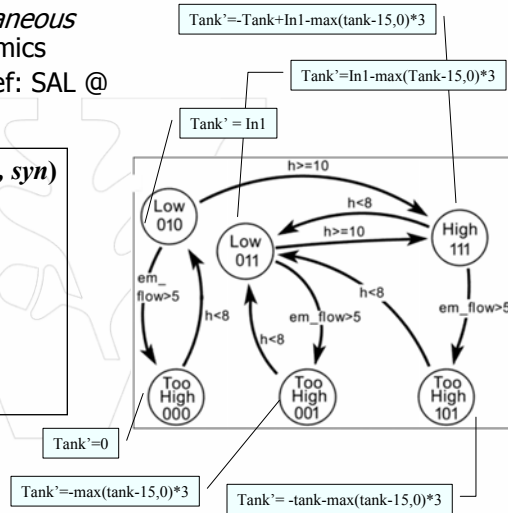 Tank’=-Tank+In1-max(tank-15,0)*3
aneous
mics
ef: SAL @
Tank’=In1-max(Tank-15,0)*3
Tank’ = In1
, syn)
h>=10
Low
010
h<8
h>=10
Low
011
High
111
em_
flow>5
h<8
h<8
em_flow>5
em_flow>5
h<8
Too
High
000
Too
High
001
Too
High
101
Tank’=0
Tank’=-max(tank-15,0)*3
Tank’= -tank-max(tank-15,0)*3